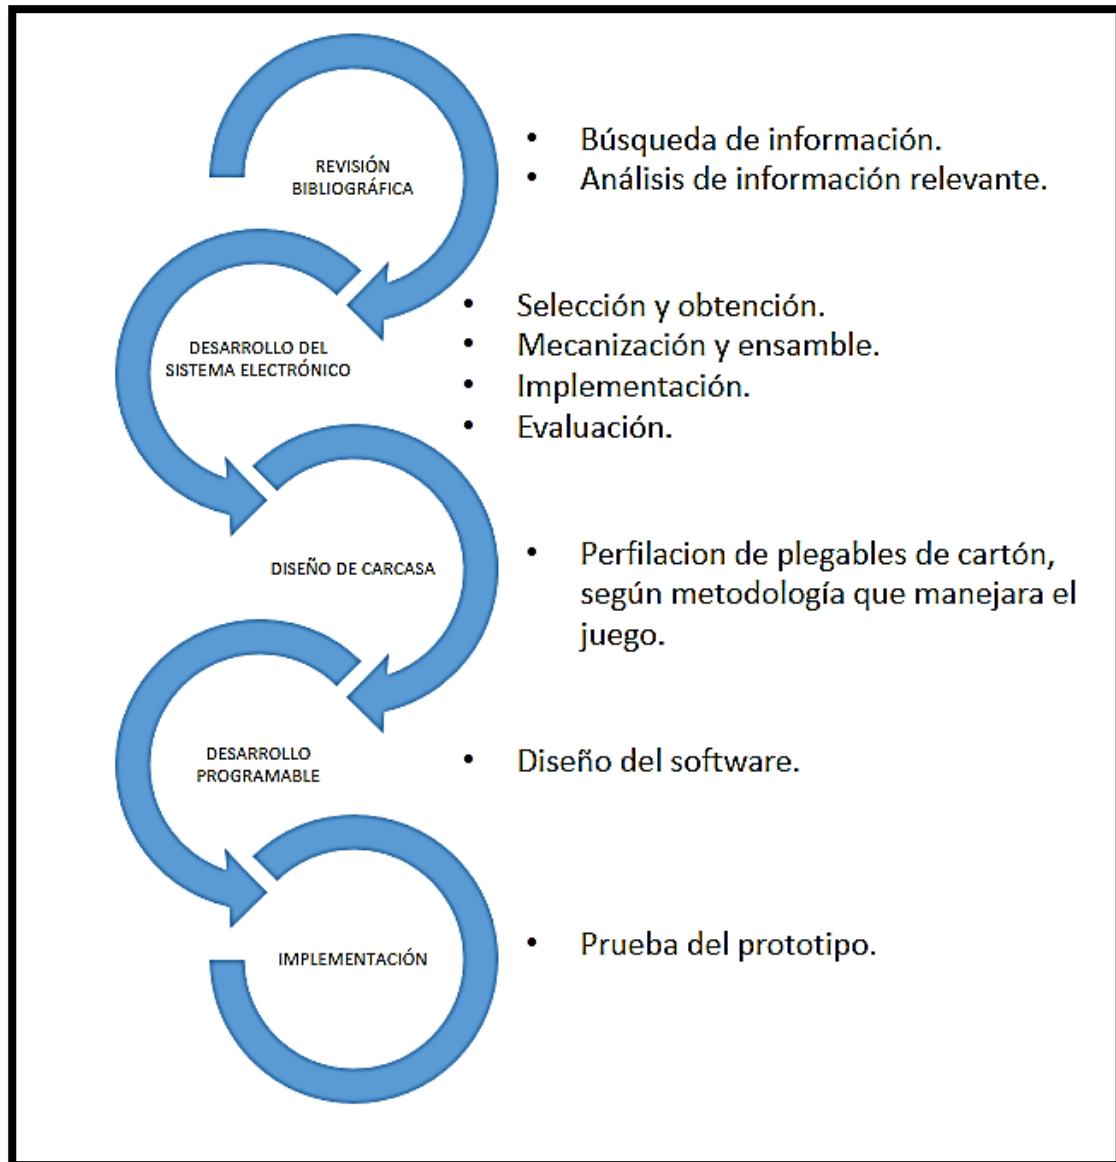 REVISIÓN
BIBLIOGRÁFICA
• Búsqueda de información.
• Análisis de información relevante.
DESARROLLO DEL
SISTEMA ELECTRÓNICO
• Selección y obtención.
• Mecanización y ensamble.
• Implementación.
• Evaluación.
DISEÑO DE CARCASA
• Perfilacion de plegables de cartón,
según metodología que manejara el
juego.
DESARROLLO
PROGRAMABLE
• Diseño del software.
IMPLEMENTACIÓN
• Prueba del prototipo.